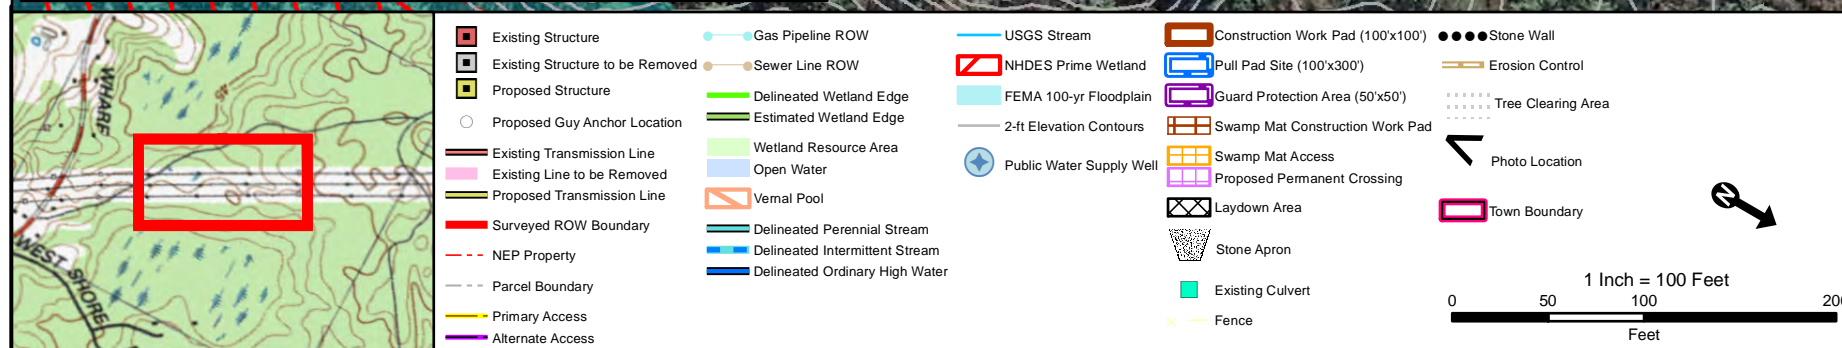 WHARF
WEST SHORE
Existing Structure
Existing Structure to be Removed
Proposed Structure
Proposed Guy Anchor Location
Existing Transmission Line
Existing Line to be Removed
Proposed Transmission Line
Surveyed ROW Boundary
NEP Property
Parcel Boundary
Primary Access
Alternate Access
Gas Pipeline ROW
Sewer Line ROW
Delineated Wetland Edge
Estimated Wetland Edge
Wetland Resource Area
Open Water
Vernal Pool
Delineated Perennial Stream
Delineated Intermittent Stream
Delineated Ordinary High Water
USGS Stream
NHDES Prime Wetland
FEMA 100-yr Floodplain
2-ft Elevation Contours
Public Water Supply Well
Construction Work Pad (100'x100')
Pull Pad Site (100'x300')
Guard Protection Area (50'x50')
Swamp Mat Construction Work Pad
Swamp Mat Access
Proposed Permanent Crossing
Laydown Area
Stone Apron
Existing Culvert
Fence
Stone Wall
Erosion Control
Tree Clearing Area
Photo Location
Town Boundary
N
1 Inch = 100 Feet
0 50 100 200
Feet